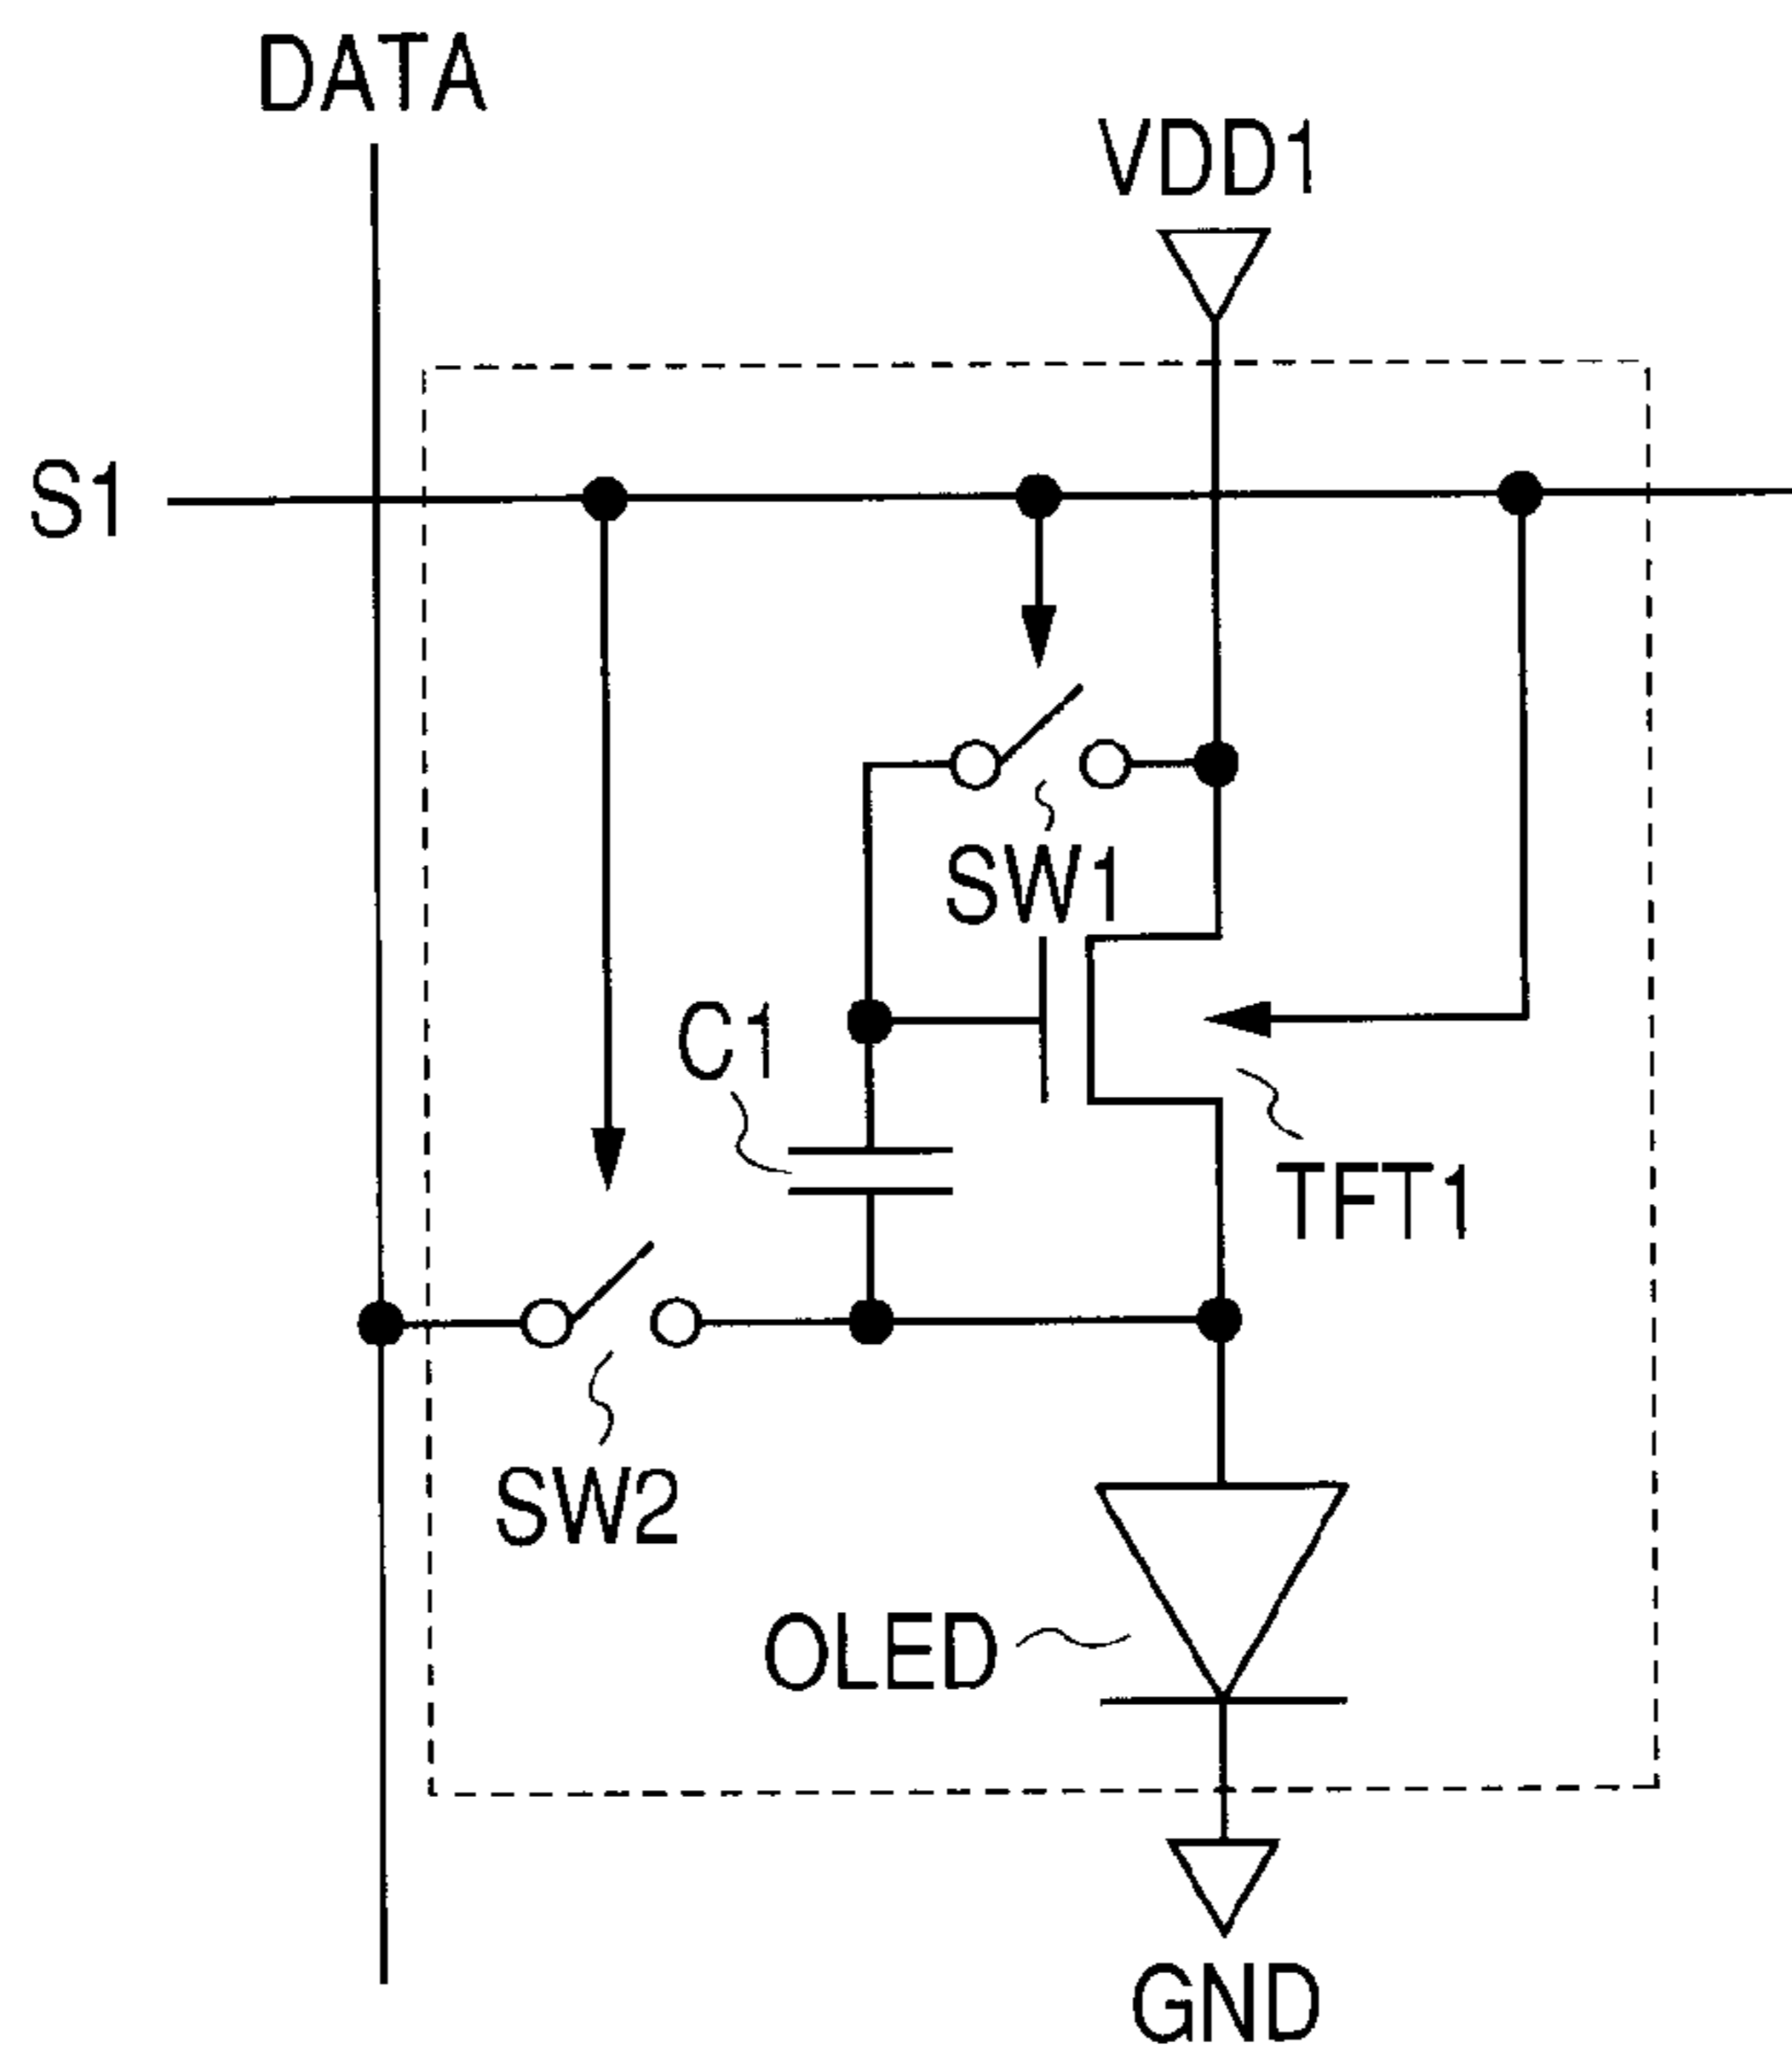 DATA
VDD1
S1
SW1
C1
TFT1
SW2
OLED
GND